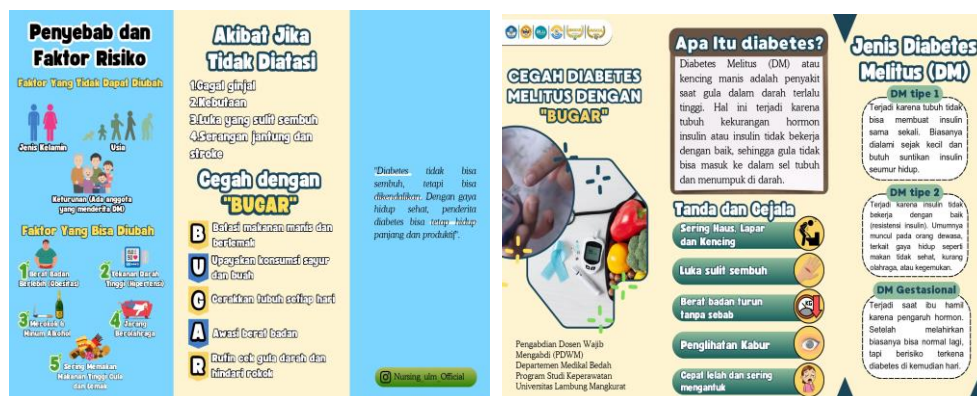 Penyebab dan
Faktor Risiko
Faktor Yang Tidak Dapat Diubah
Jenis Kelamin
Usia
Keturunan (Ada anggota
yang menderita DM)
Faktor Yang Bisa Diubah
1 Berat Badan
Berlebih (Obesitas)
2 Tekanan Darah
Tinggi (Hipertensi)
3 Merokok &
Minum Alkohol
4 Jarang
Berolahraga
5 Sering Memakan
Makanan Tinggi Gula
dan Lemak
Akibat Jika
Tidak Diatasi
1.Gagal ginjal
2.Kebutaan
3.Luka yang sulit sembuh
4.Serangan jantung dan
stroke
Cegah dengan
"BUGAR"
B Batasi makanan manis dan
berlemak
U Upayakan konsumsi sayur
dan buah
G Gerakkan tubuh setiap hari
A Awasi berat badan
R Rutin cek gula darah dan
hindari rokok
"Diabetes tidak bisa
sembuh, tetapi bisa
dikendalikan. Dengan gaya
hidup sehat, penderita
diabetes bisa tetap hidup
panjang dan produktif".
Nursing ulm Official
CEGAH DIABETES
MELITUS DENGAN
"BUGAR"
Pengabdian Dosen Wajib
Mengabdi (PDWM)
Departemen Medikal Bedah
Program Studi Keperawatan
Universitas Lambung Mangkurat
Apa Itu diabetes?
Diabetes Melitus (DM) atau
kencing manis adalah penyakit
saat gula dalam darah terlalu
tinggi. Hal ini terjadi karena
tubuh kekurangan hormon
insulin atau insulin tidak bekerja
dengan baik, sehingga gula tidak
bisa masuk ke dalam sel tubuh
dan menumpuk di darah.
Tanda dan Gejala
Sering Haus, Lapar
dan Kencing
Luka sulit sembuh
Berat badan turun
tanpa sebab
KG
Penglihatan Kabur
Cepat lelah dan sering
mengantuk
Jenis Diabetes
Melitus (DM)
DM tipe 1
Terjadi karena tubuh tidak
bisa membuat insulin
sama sekali. Biasanya
dialami sejak kecil dan
butuh suntikan insulin
seumur hidup.
DM tipe 2
Terjadi karena insulin tidak
bekerja dengan baik
(resistensi insulin). Umumnya
muncul pada orang dewasa,
terkait gaya hidup seperti
makan tidak sehat, kurang
olahraga, atau kegemukan.
DM Gestasional
Terjadi saat ibu hamil
karena pengaruh hormon.
Setelah melahirkan
biasanya bisa normal lagi,
tapi berisiko terkena
diabetes di kemudian hari.